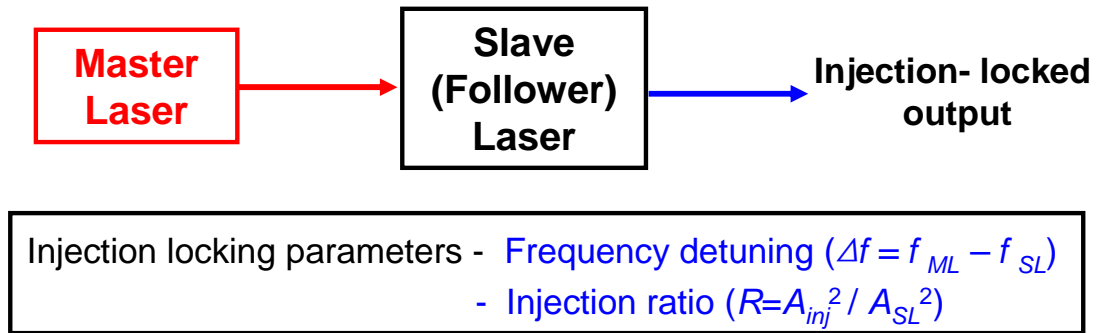 Master
Laser
Slave
(Follower)
Laser
Injection- locked
output
Injection locking parameters - Frequency detuning (Δf = f ML – f SL)
- Injection ratio (R=Ainj² / ASL²)